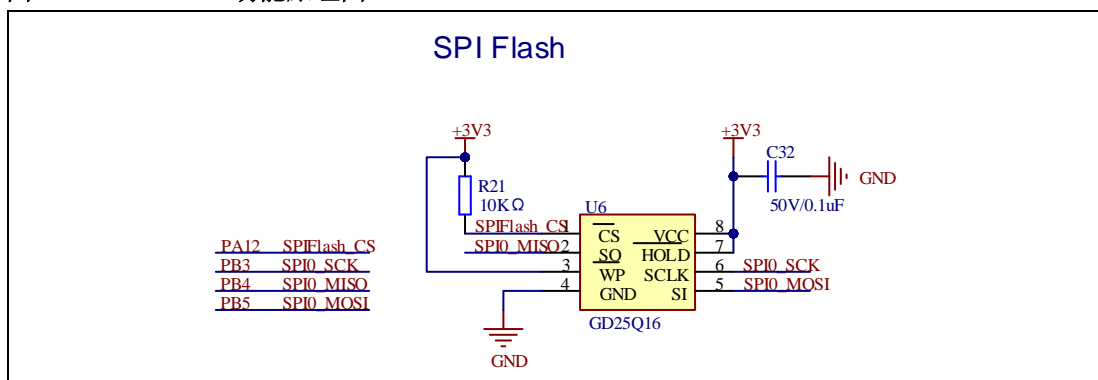 SPI Flash
+3V3
+3V3
C32
GND
50V/0.1uF
R21
10KΩ
U6
SPIFlash_CS 1 CS VCC 8
SPI0_MISO 2 SO HOLD 7
3 WP SCLK 6 SPI0_SCK
4 GND SI 5 SPI0_MOSI
GD25Q16
GND
PA12 SPIFlash_CS
PB3 SPI0_SCK
PB4 SPI0_MISO
PB5 SPI0_MOSI